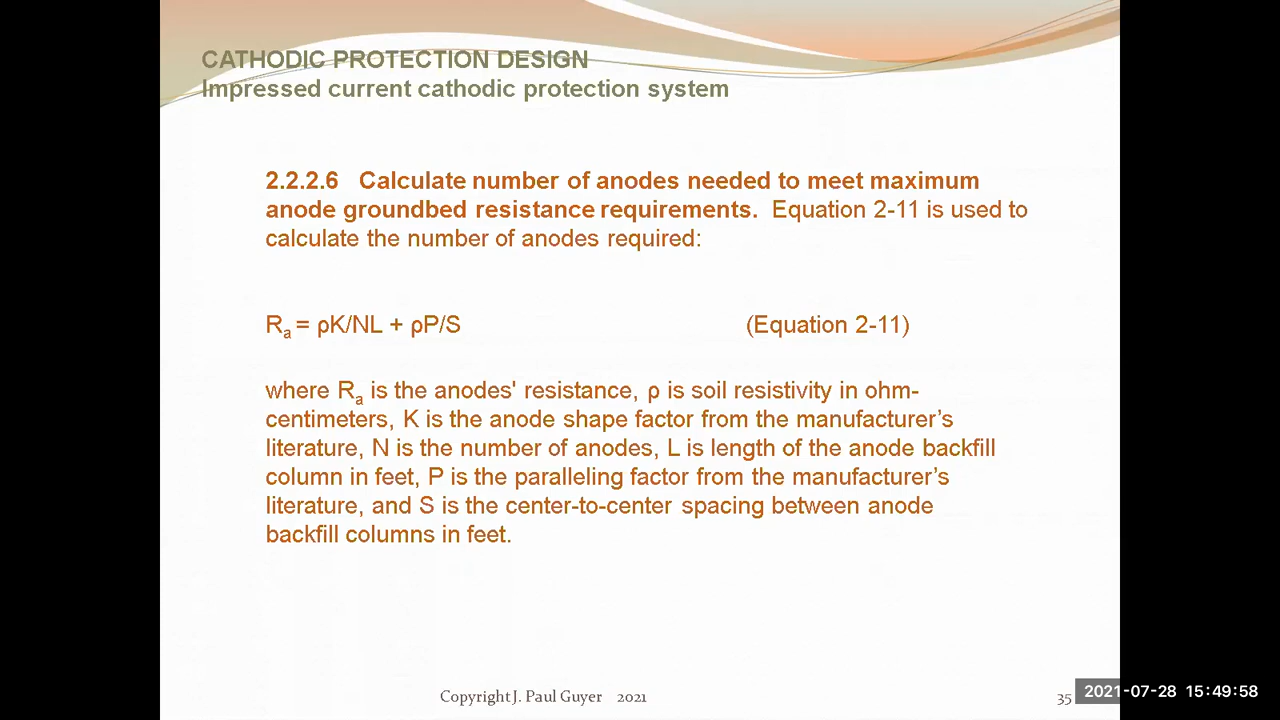 CATHODIC PROTECTION DESIGN
Impressed current cathodic protection system
2.2.2.6 Calculate number of anodes needed to meet maximum
anode groundbed resistance requirements. Equation 2-11 is used to
calculate the number of anodes required:
Ra = ρK/NL + ρP/S (Equation 2-11)
where Ra is the anodes' resistance, ρ is soil resistivity in ohm-
centimeters, K is the anode shape factor from the manufacturer’s
literature, N is the number of anodes, L is length of the anode backfill
column in feet, P is the paralleling factor from the manufacturer’s
literature, and S is the center-to-center spacing between anode
backfill columns in feet.
Copyright J. Paul Guyer 2021
35
2021-07-28 15:49:58